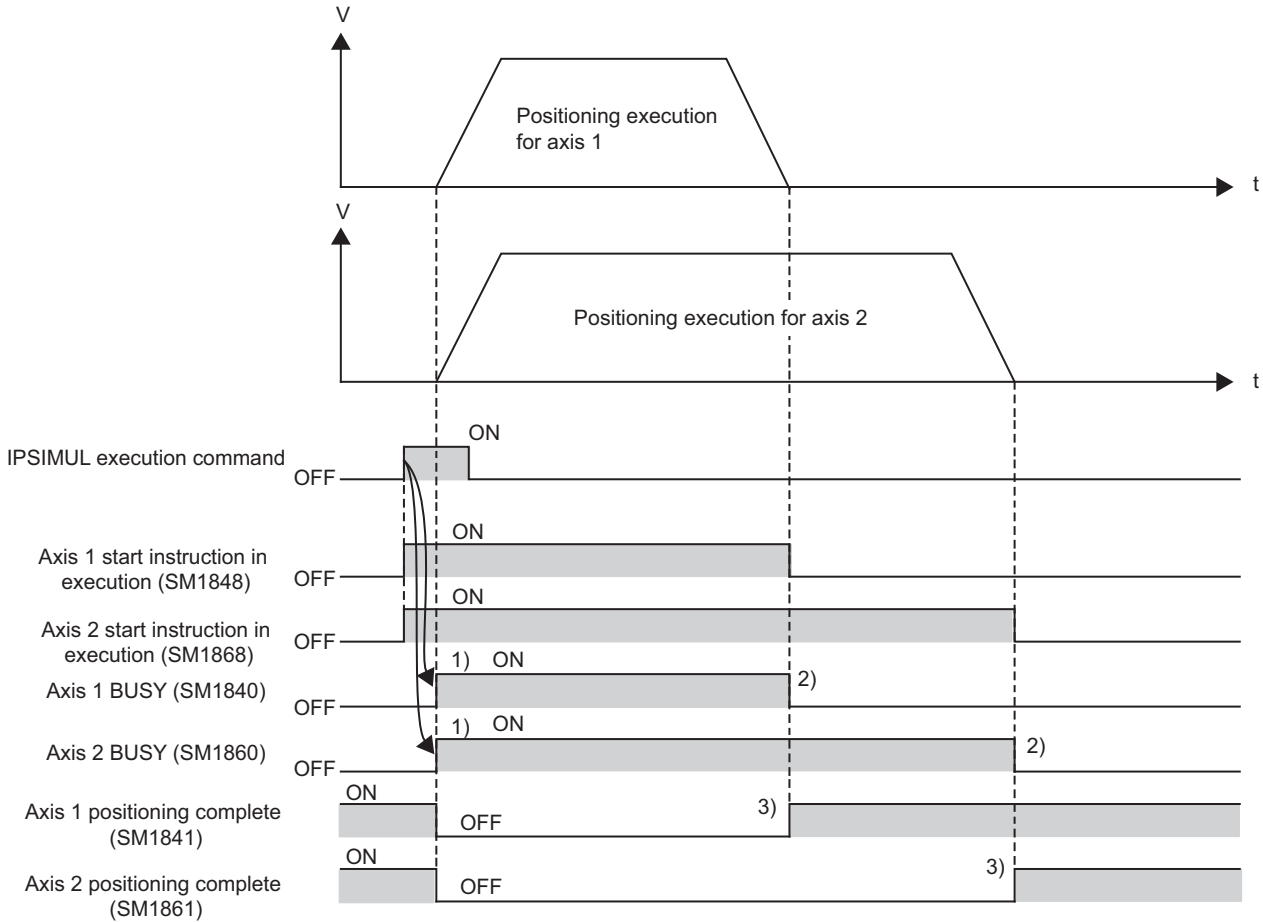 V
Positioning execution
for axis 1
t
V
Positioning execution for axis 2
t
ON
IPSIMUL execution command
OFF
ON
Axis 1 start instruction in
execution (SM1848)
OFF
ON
Axis 2 start instruction in
execution (SM1868)
OFF
1) ON
Axis 1 BUSY (SM1840)
2)
OFF
1) ON
Axis 2 BUSY (SM1860)
2)
OFF
ON
Axis 1 positioning complete
(SM1841)
OFF
3)
ON
Axis 2 positioning complete
(SM1861)
OFF
3)